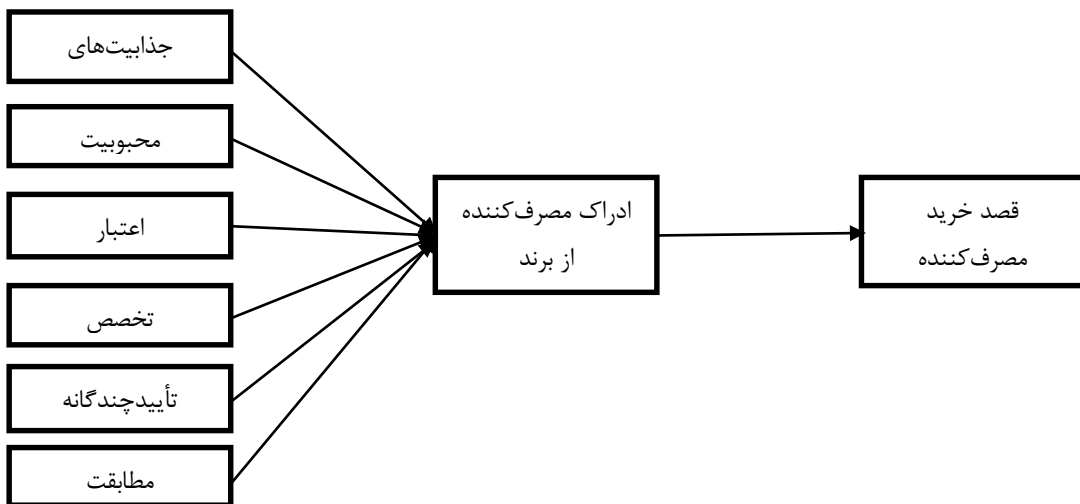 جذابیت‌های
محبوبیت
اعتبار
تخصص
تأییدچندگانه
مطابقت
ادراک مصرف‌کننده
از برند
قصد خرید
مصرف‌کننده